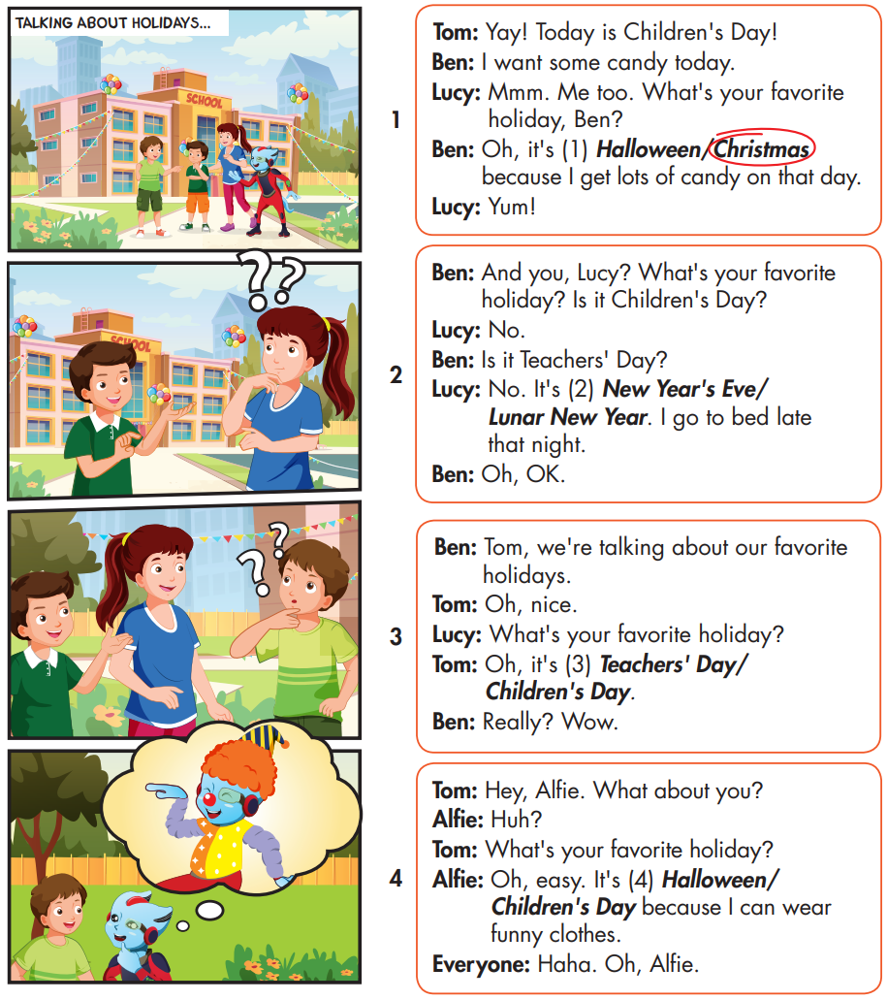 TALKING ABOUT HOLIDAYS...
SCHOOL
1
Tom: Yay! Today is Children's Day!
Ben: I want some candy today.
Lucy: Mmm. Me too. What's your favorite
holiday, Ben?
Ben: Oh, it's (1) Halloween/Christmas
because I get lots of candy on that day.
Lucy: Yum!
??
SCHOOL
2
Ben: And you, Lucy? What's your favorite
holiday? Is it Children's Day?
Lucy: No.
Ben: Is it Teachers' Day?
Lucy: No. It's (2) New Year's Eve/
Lunar New Year. I go to bed late
that night.
Ben: Oh, OK.
??
3
Ben: Tom, we're talking about our favorite
holidays.
Tom: Oh, nice.
Lucy: What's your favorite holiday?
Tom: Oh, it's (3) Teachers' Day/
Children's Day.
Ben: Really? Wow.
4
Tom: Hey, Alfie. What about you?
Alfie: Huh?
Tom: What's your favorite holiday?
Alfie: Oh, easy. It's (4) Halloween/
Children's Day because I can wear
funny clothes.
Everyone: Haha. Oh, Alfie.